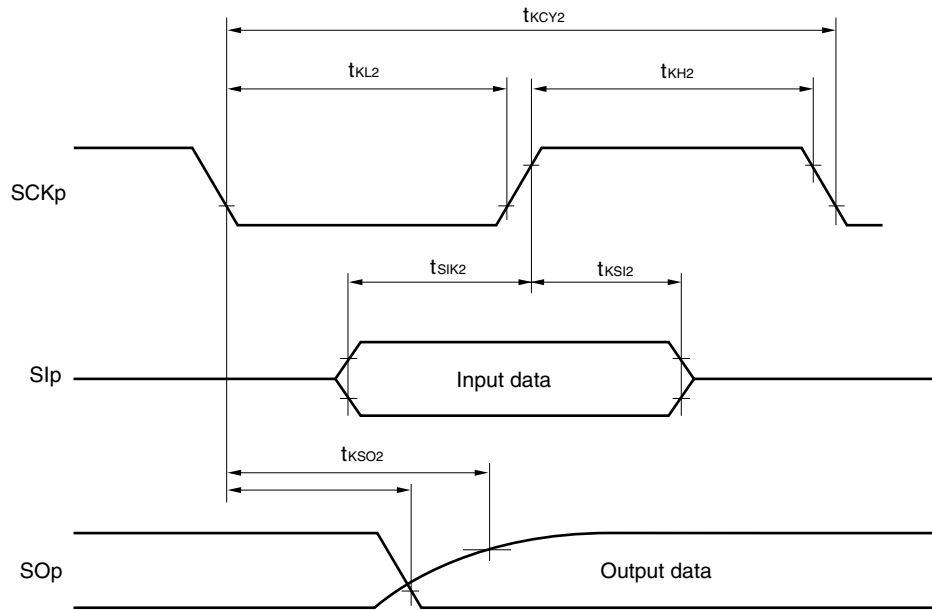 tKCY2
tKL2
tKH2
SCKp
tSIK2
tKSI2
SIp
Input data
tKSO2
SOp
Output data